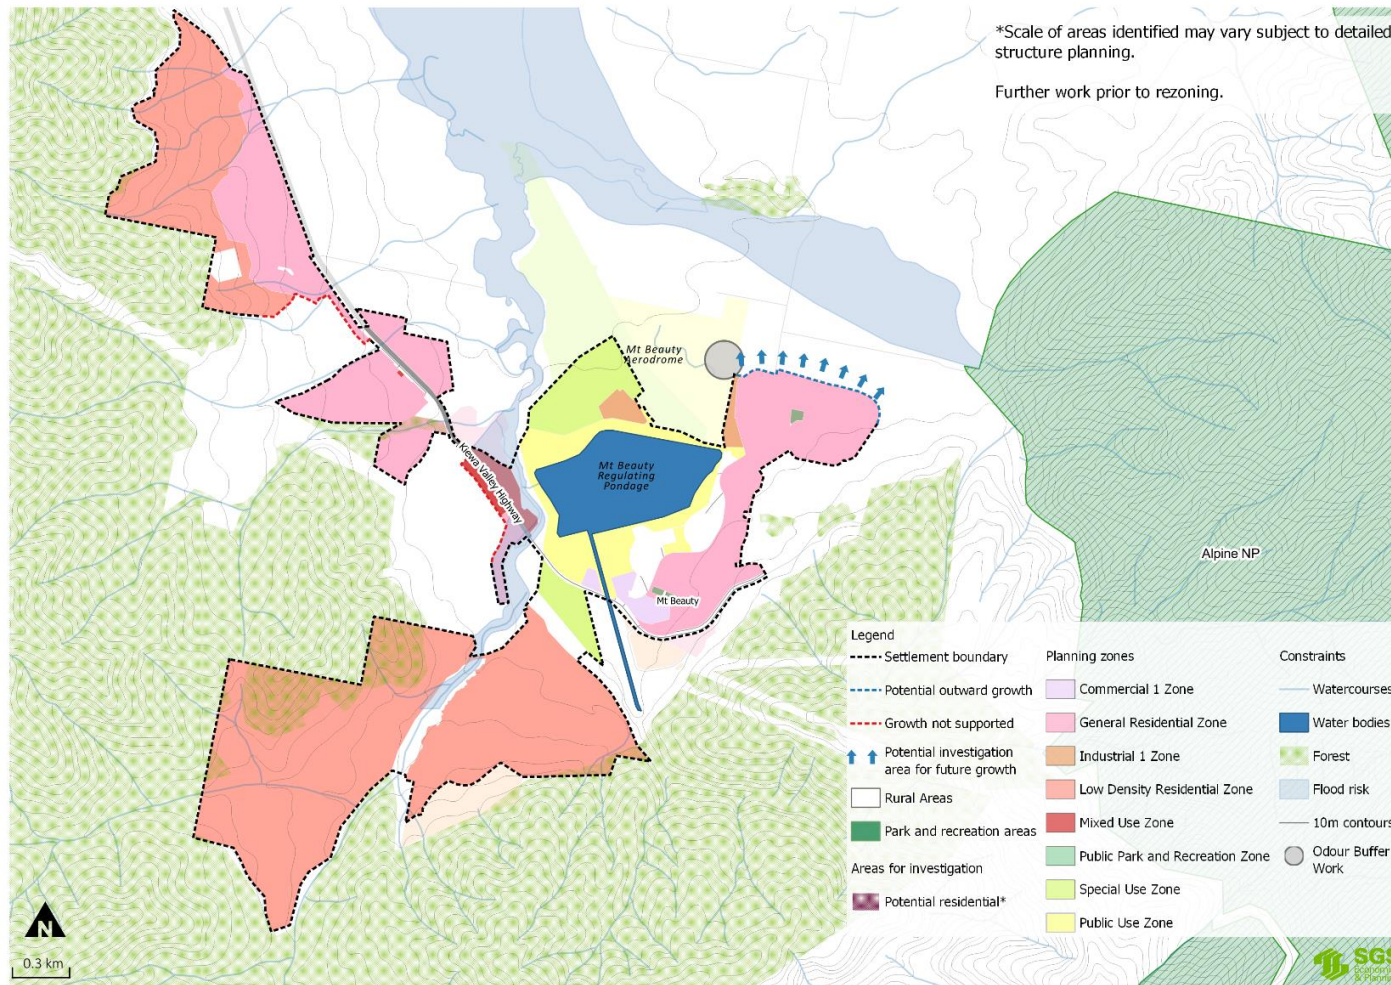 *Scale of areas identified may vary subject to detailed
structure planning.
Further work prior to rezoning.
Mt Beauty
Aerodrome
Mt Beauty
Regulating
Pondage
Kiewa Valley Highway
Mt Beauty
Alpine NP
Legend
Settlement boundary
Potential outward growth
Growth not supported
Potential investigation
area for future growth
Rural Areas
Park and recreation areas
Areas for investigation
Potential residential*
Planning zones
Commercial 1 Zone
General Residential Zone
Industrial 1 Zone
Low Density Residential Zone
Mixed Use Zone
Public Park and Recreation Zone
Special Use Zone
Public Use Zone
Constraints
Watercourses
Water bodies
Forest
Flood risk
10m contours
Odour Buffer
Work
N
0.3 km
SGS
Economics
& Planning